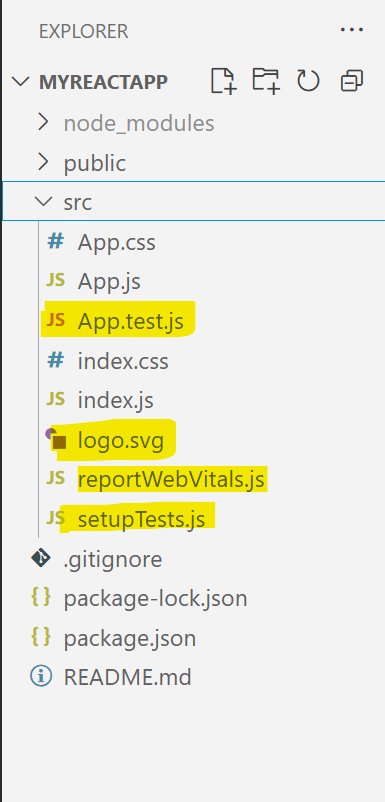 EXPLORER
MYREACTAPP
node_modules
public
src
# App.css
JS App.js
JS App.test.js
# index.css
JS index.js
logo.svg
JS reportWebVitals.js
JS setupTests.js
.gitignore
{} package-lock.json
{} package.json
README.md